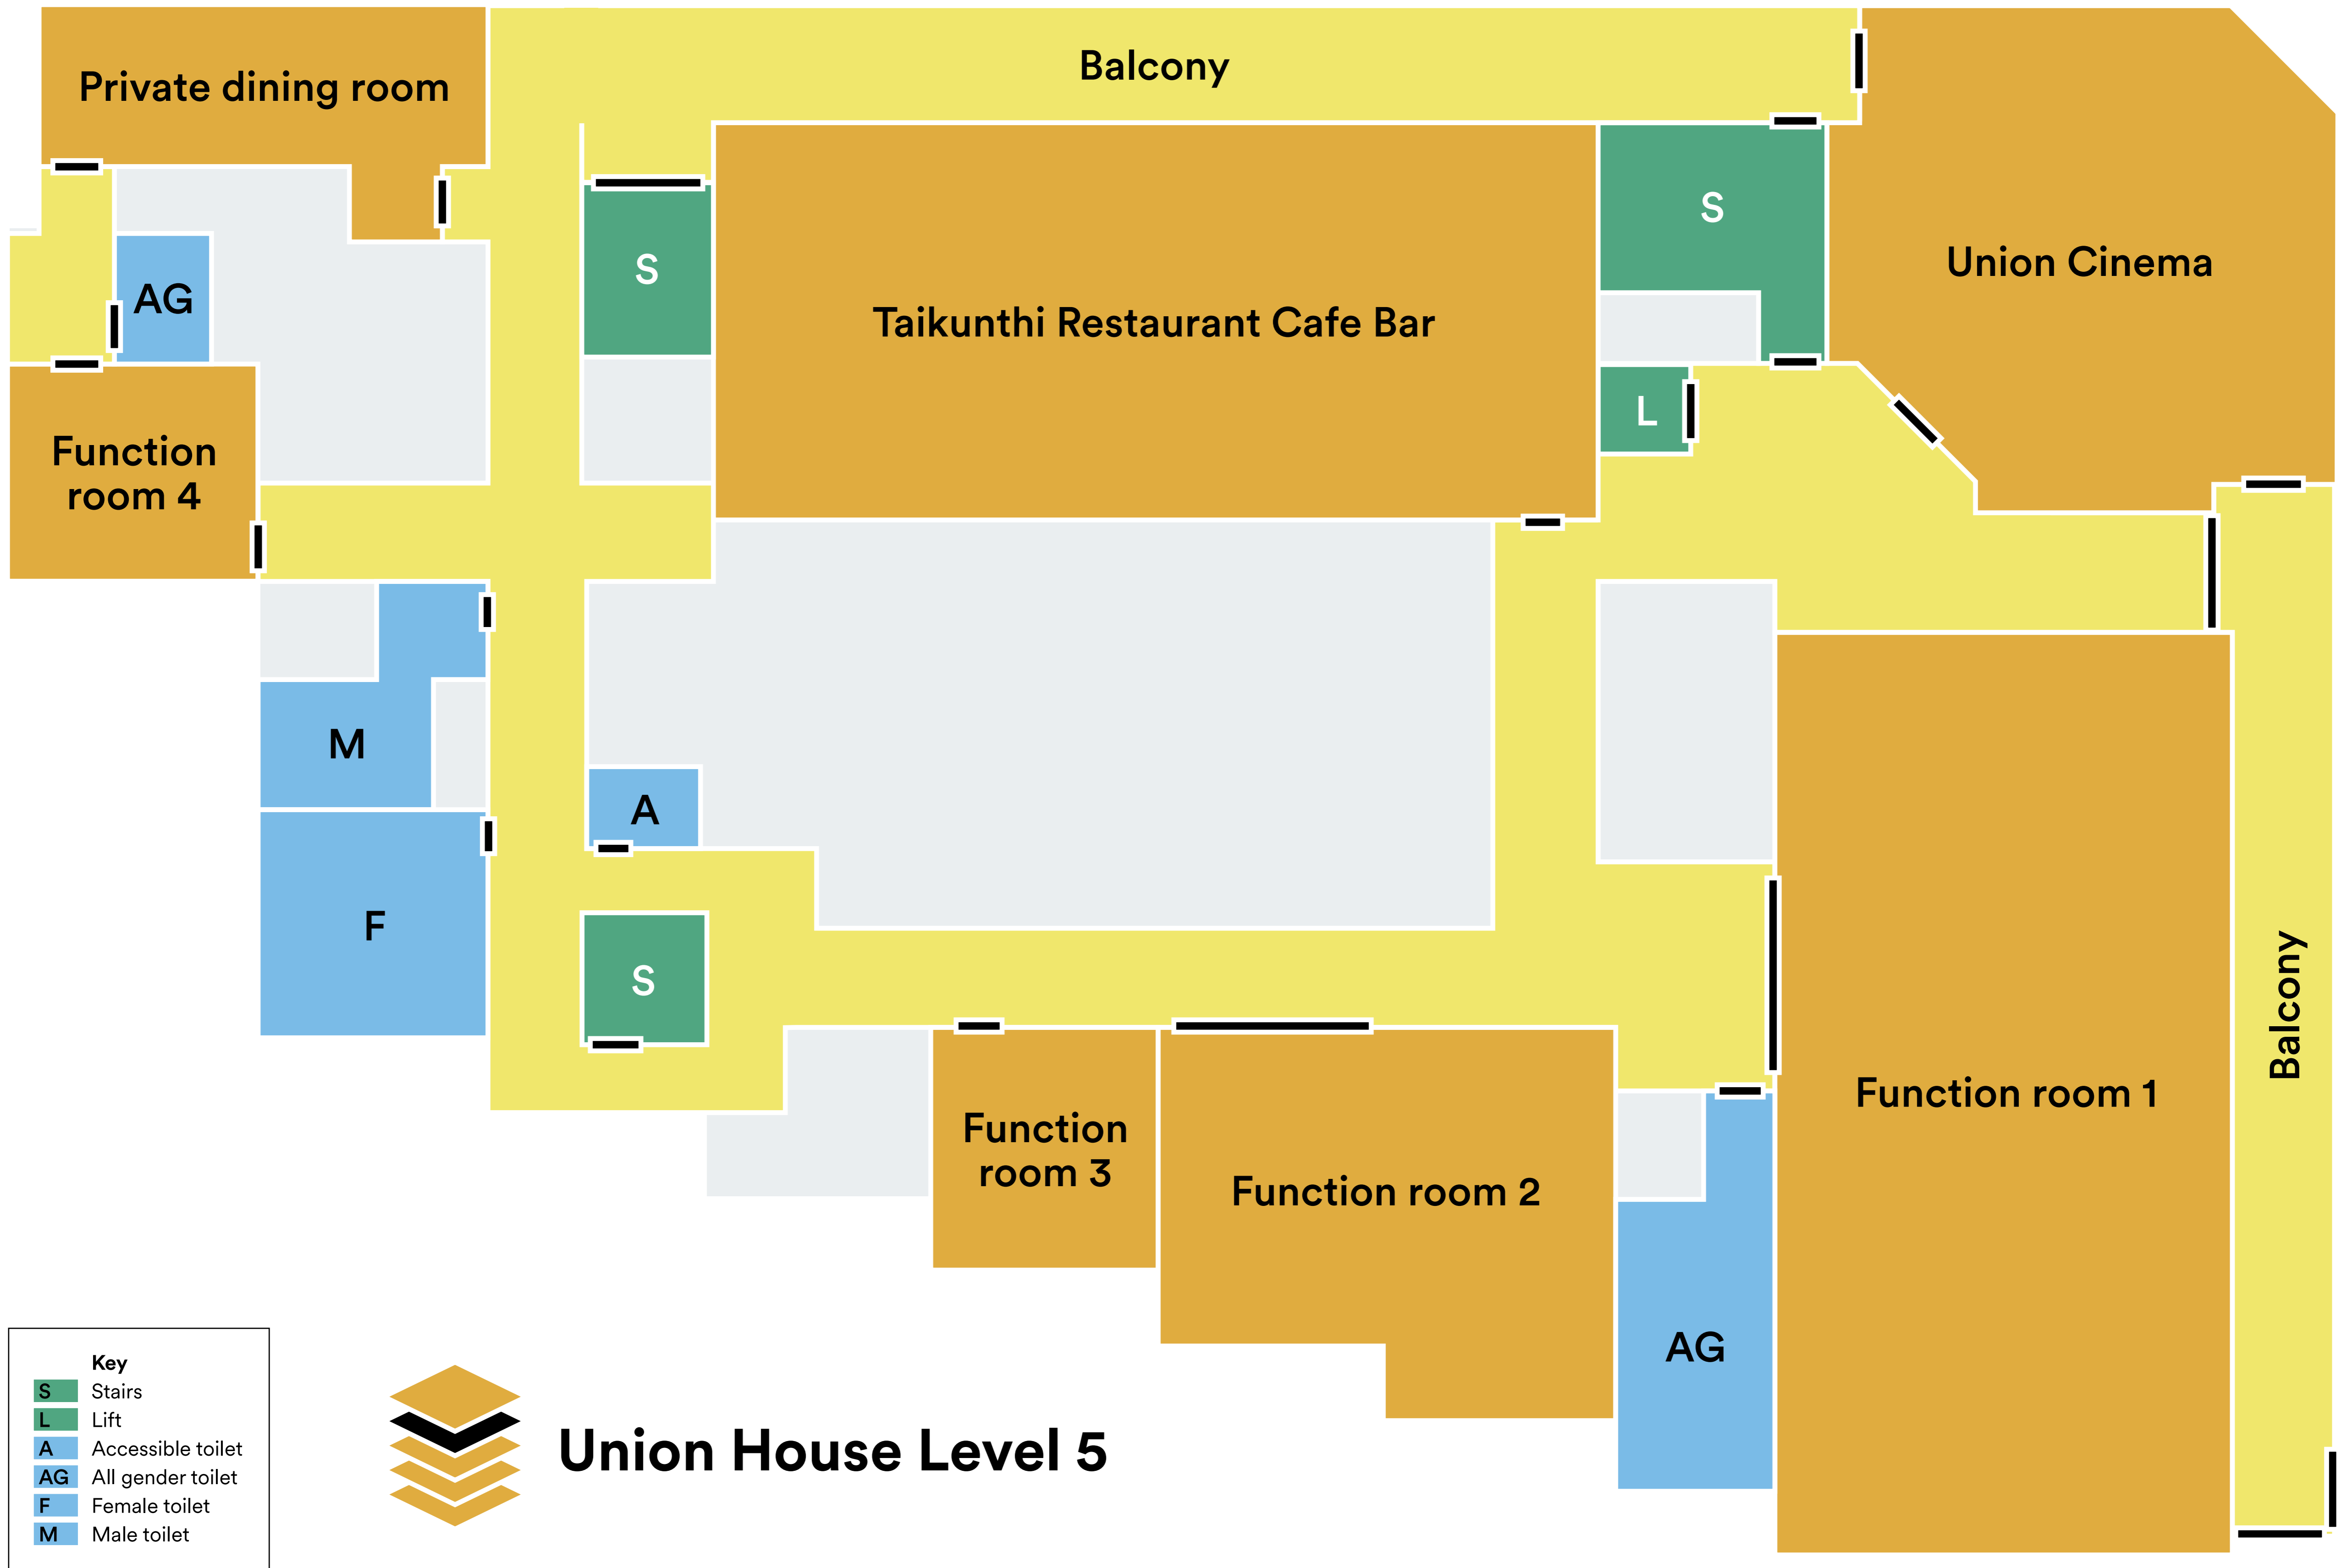 Private dining room
Balcony
S
Union Cinema
S
AG
Taikunthi Restaurant Cafe Bar
L
Function
room 4
M
A
F
S
Balcony
Function room 1
Function
room 3
Function room 2
AG
Key
S Stairs
L Lift
A Accessible toilet
AG All gender toilet
F Female toilet
M Male toilet
Union House Level 5